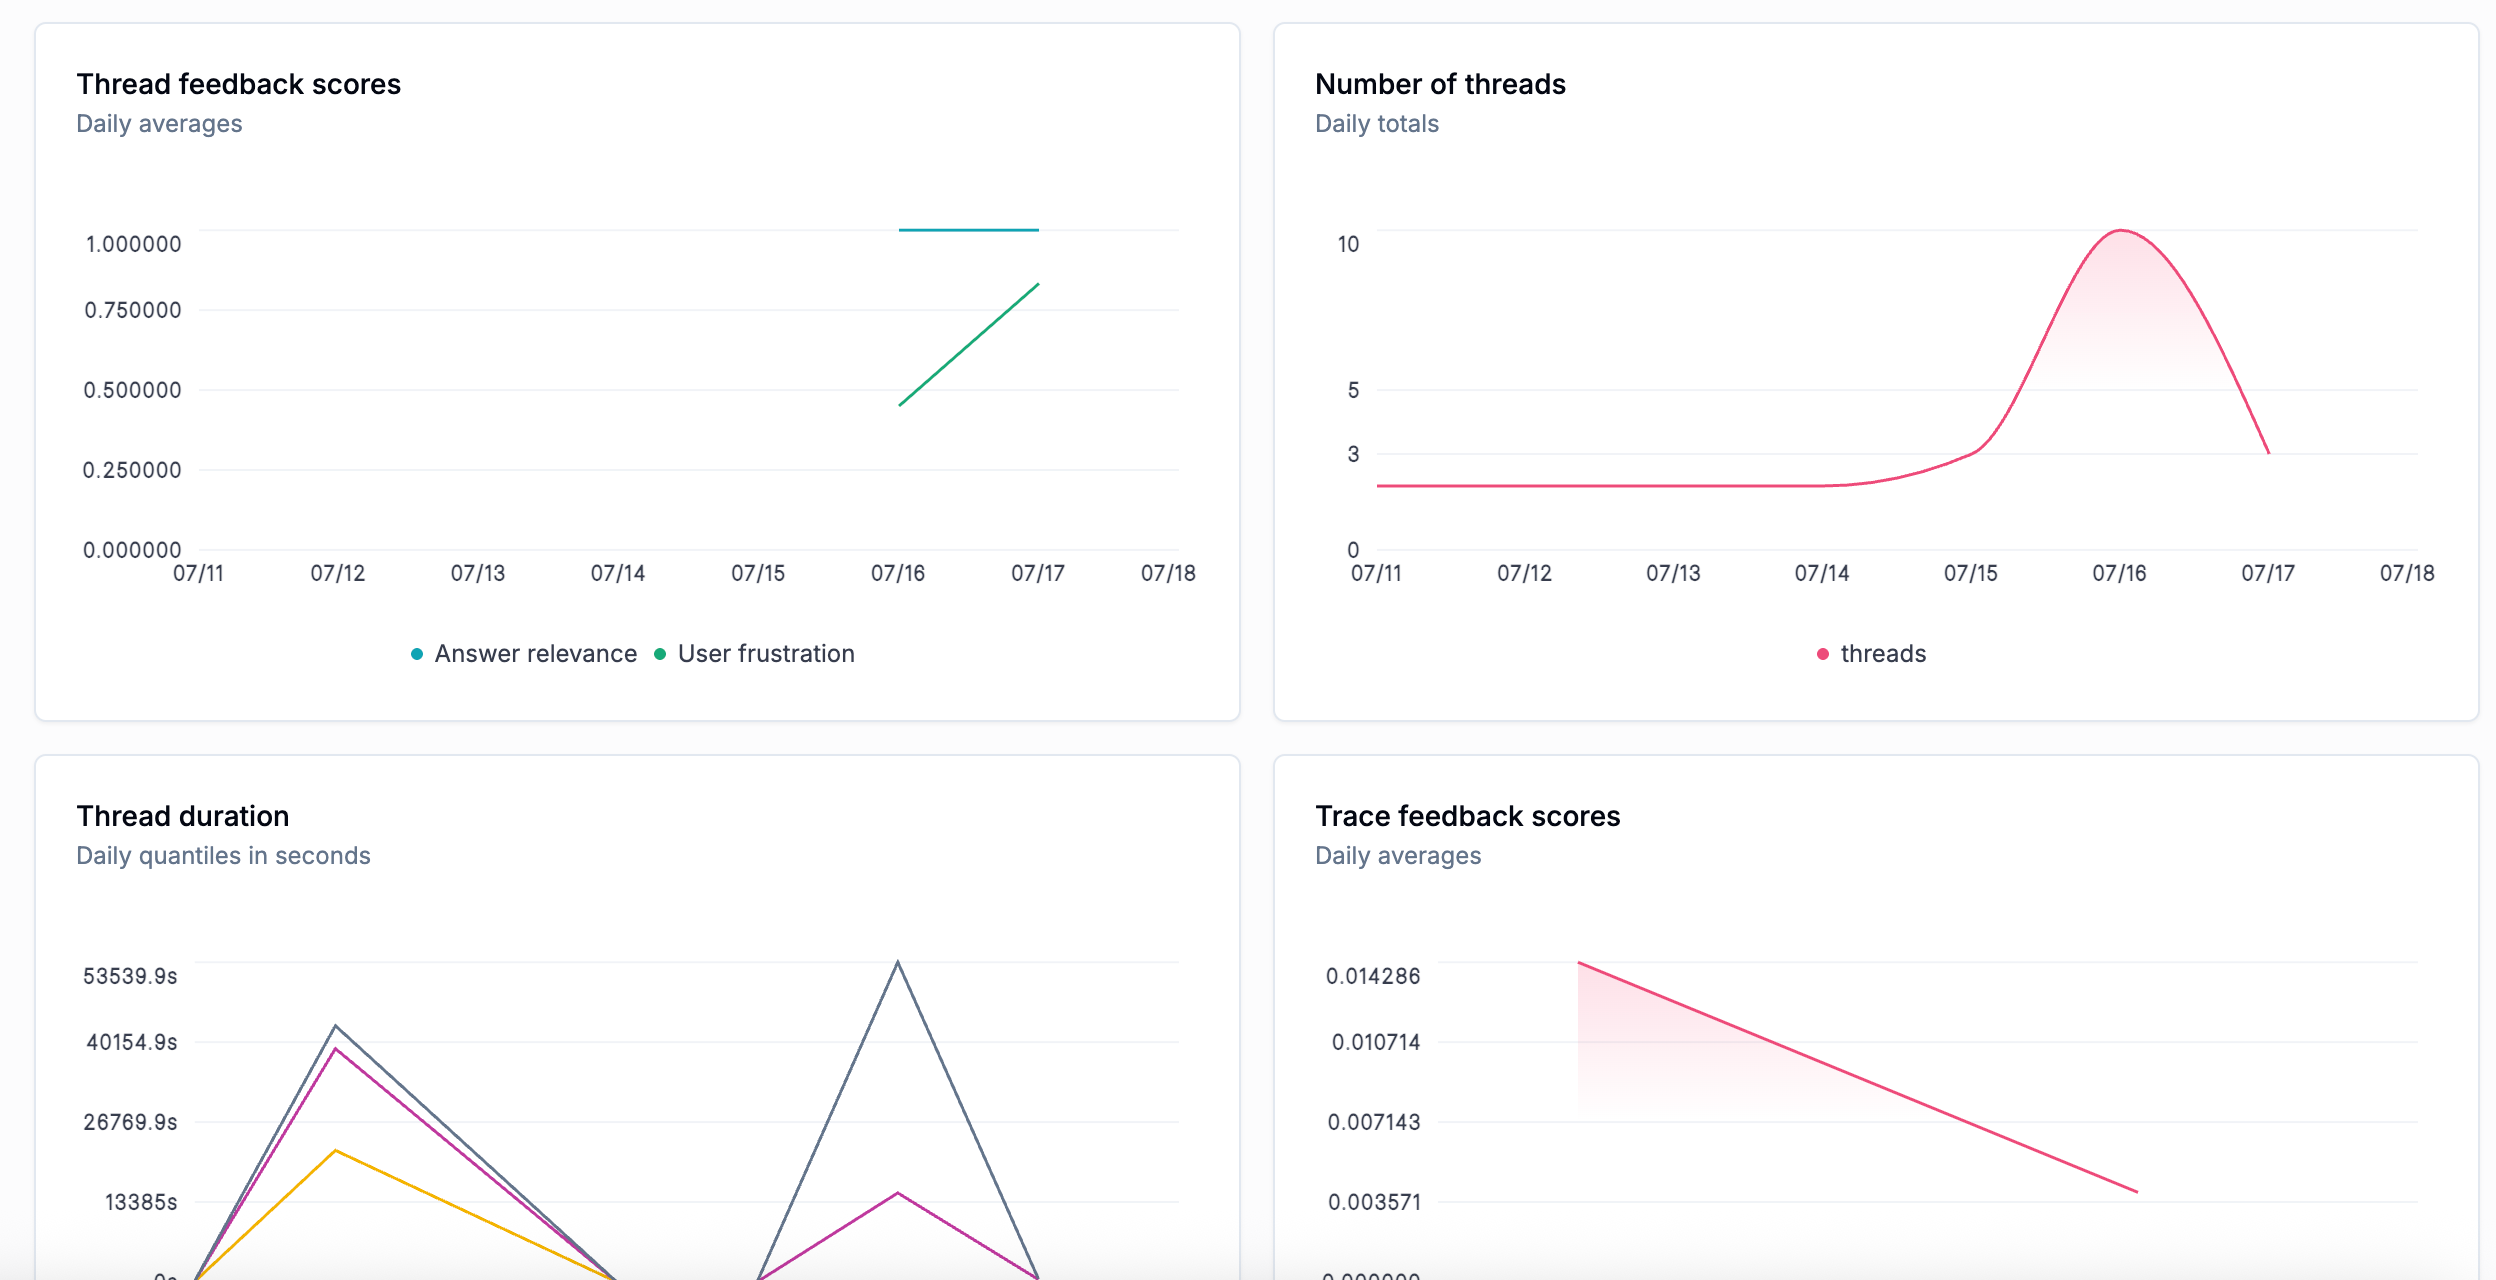 Thread feedback scores
Daily averages
1.000000
0.750000
0.500000
0.250000
0.000000
07/11 07/12 07/13 07/14 07/15 07/16 07/17 07/18
Answer relevance User frustration
Number of threads
Daily totals
10
5
3
0
07/11 07/12 07/13 07/14 07/15 07/16 07/17 07/18
threads
Thread duration
Daily quantiles in seconds
53539.9s
40154.9s
26769.9s
13385s
0s
Trace feedback scores
Daily averages
0.014286
0.010714
0.007143
0.003571
0.000000